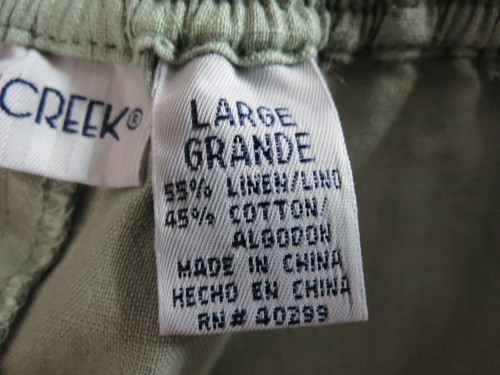 CREEK®
LARGE
GRANDE
55% LINEN/LINO
45% COTTON/
ALGODON
MADE IN CHINA
HECHO EN CHINA
RN# 40299